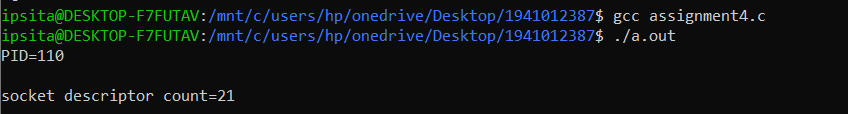 ipsita@DESKTOP-F7FUTAV:/mnt/c/users/hp/onedrive/Desktop/1941012387$ gcc assignment4.c
ipsita@DESKTOP-F7FUTAV:/mnt/c/users/hp/onedrive/Desktop/1941012387$ ./a.out
PID=110
socket descriptor count=21